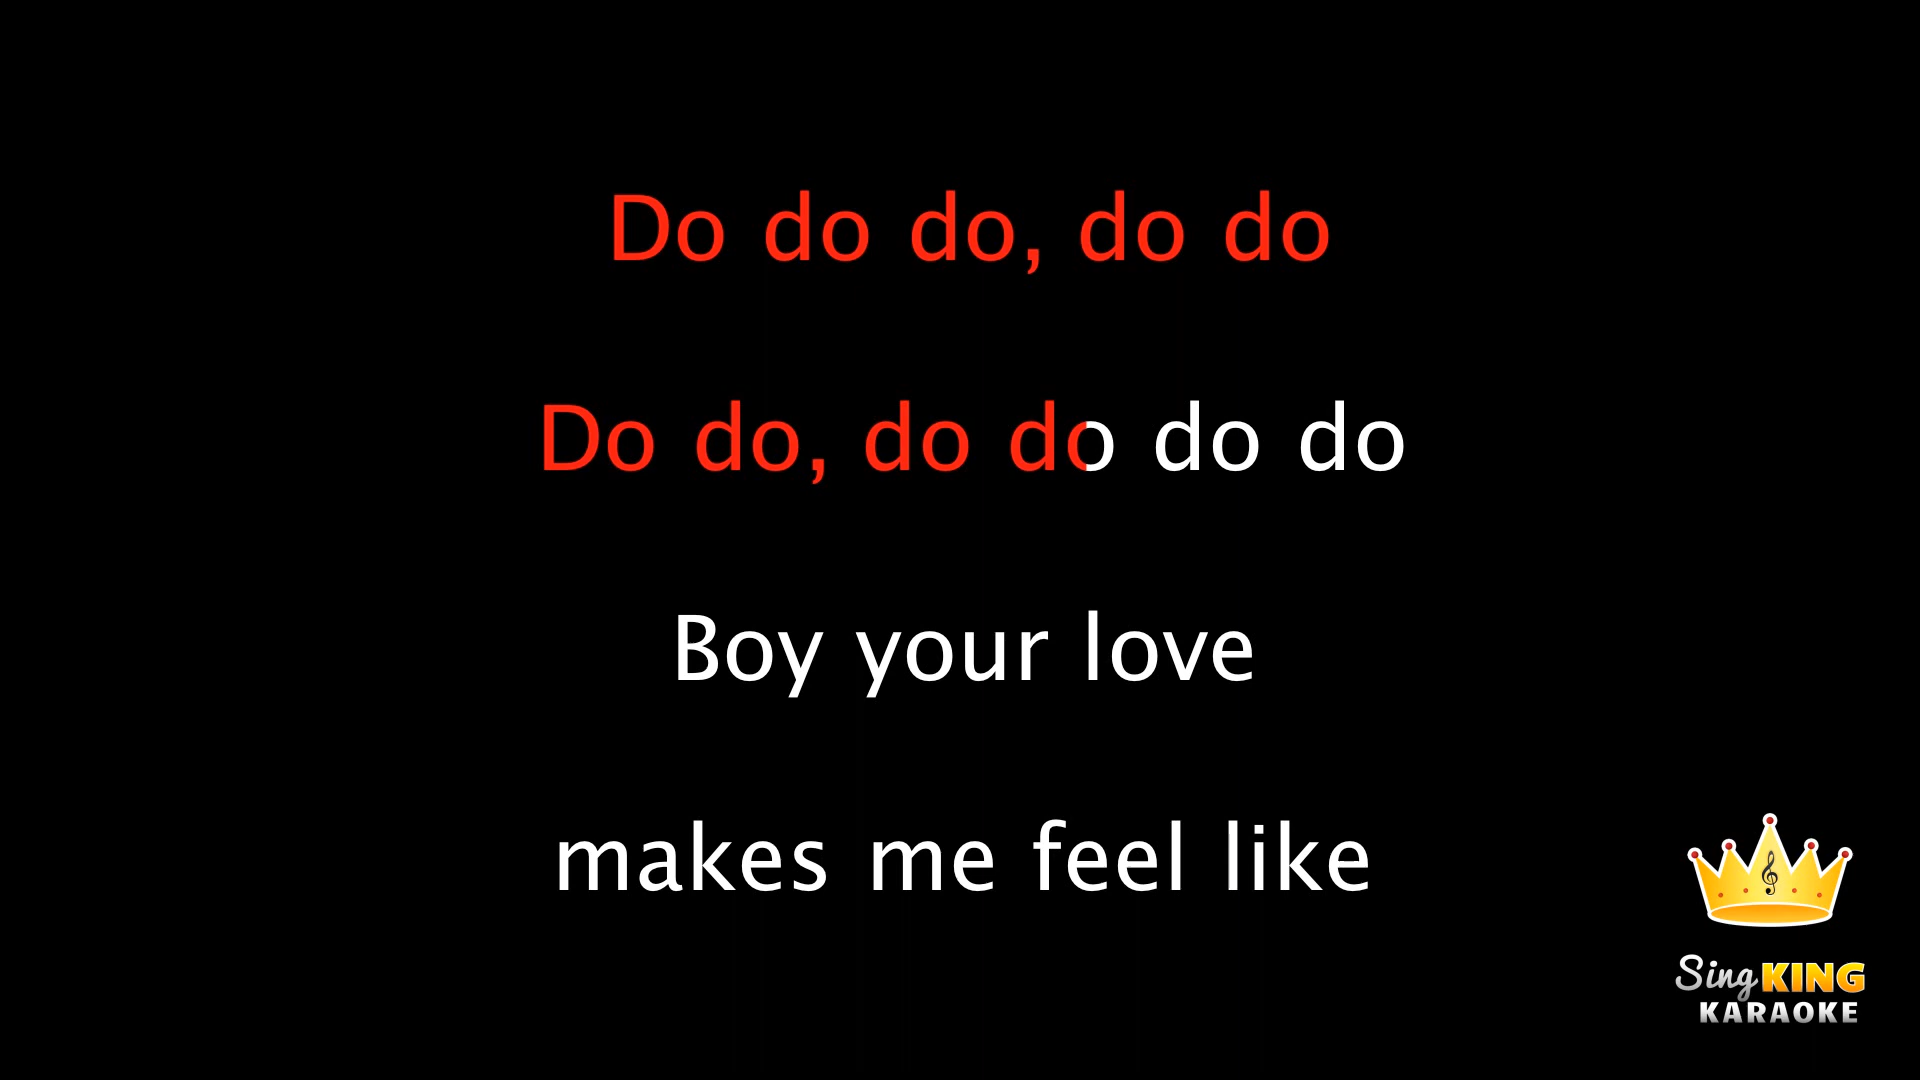 Do do do, do do
Do do, do do do do
Boy your love
makes me feel like
Sing KING
KARAOKE